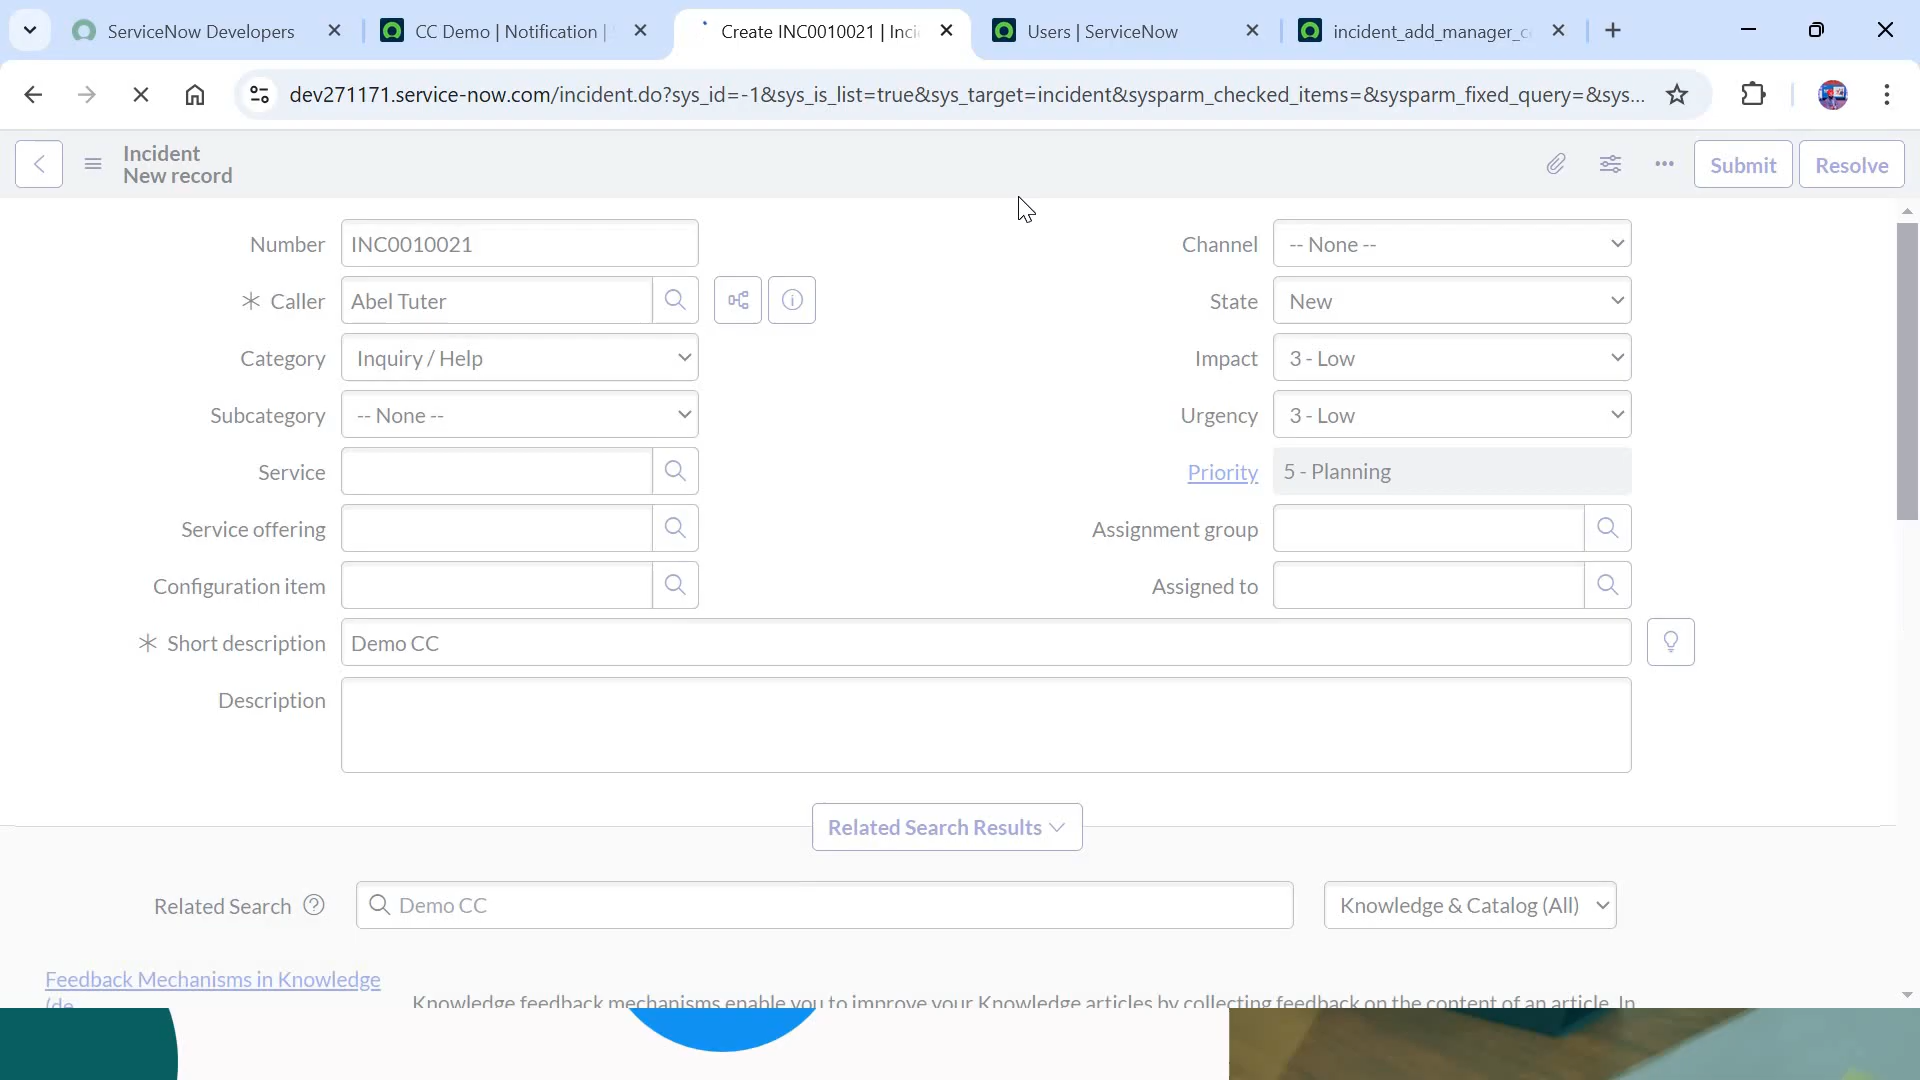 ServiceNow Developers
CC Demo | Notification |
Create INC0010021 | Inci
Users | ServiceNow
incident_add_manager_c
dev271171.service-now.com/incident.do?sys_id=-1&sys_is_list=true&sys_target=incident&sysparm_checked_items=&sysparm_fixed_query=&sys...
Incident
New record
Submit
Resolve
Number
INC0010021
Channel
-- None --
Caller
Abel Tuter
State
New
Category
Inquiry / Help
Impact
3 - Low
Subcategory
-- None --
Urgency
3 - Low
Service
Priority
5 - Planning
Service offering
Assignment group
Configuration item
Assigned to
Short description
Demo CC
Description
Related Search Results
Related Search
Demo CC
Knowledge & Catalog (All)
Feedback Mechanisms in Knowledge
(de
Knowledge feedback mechanisms enable you to improve your Knowledge articles by collecting feedback on the content of an article. In